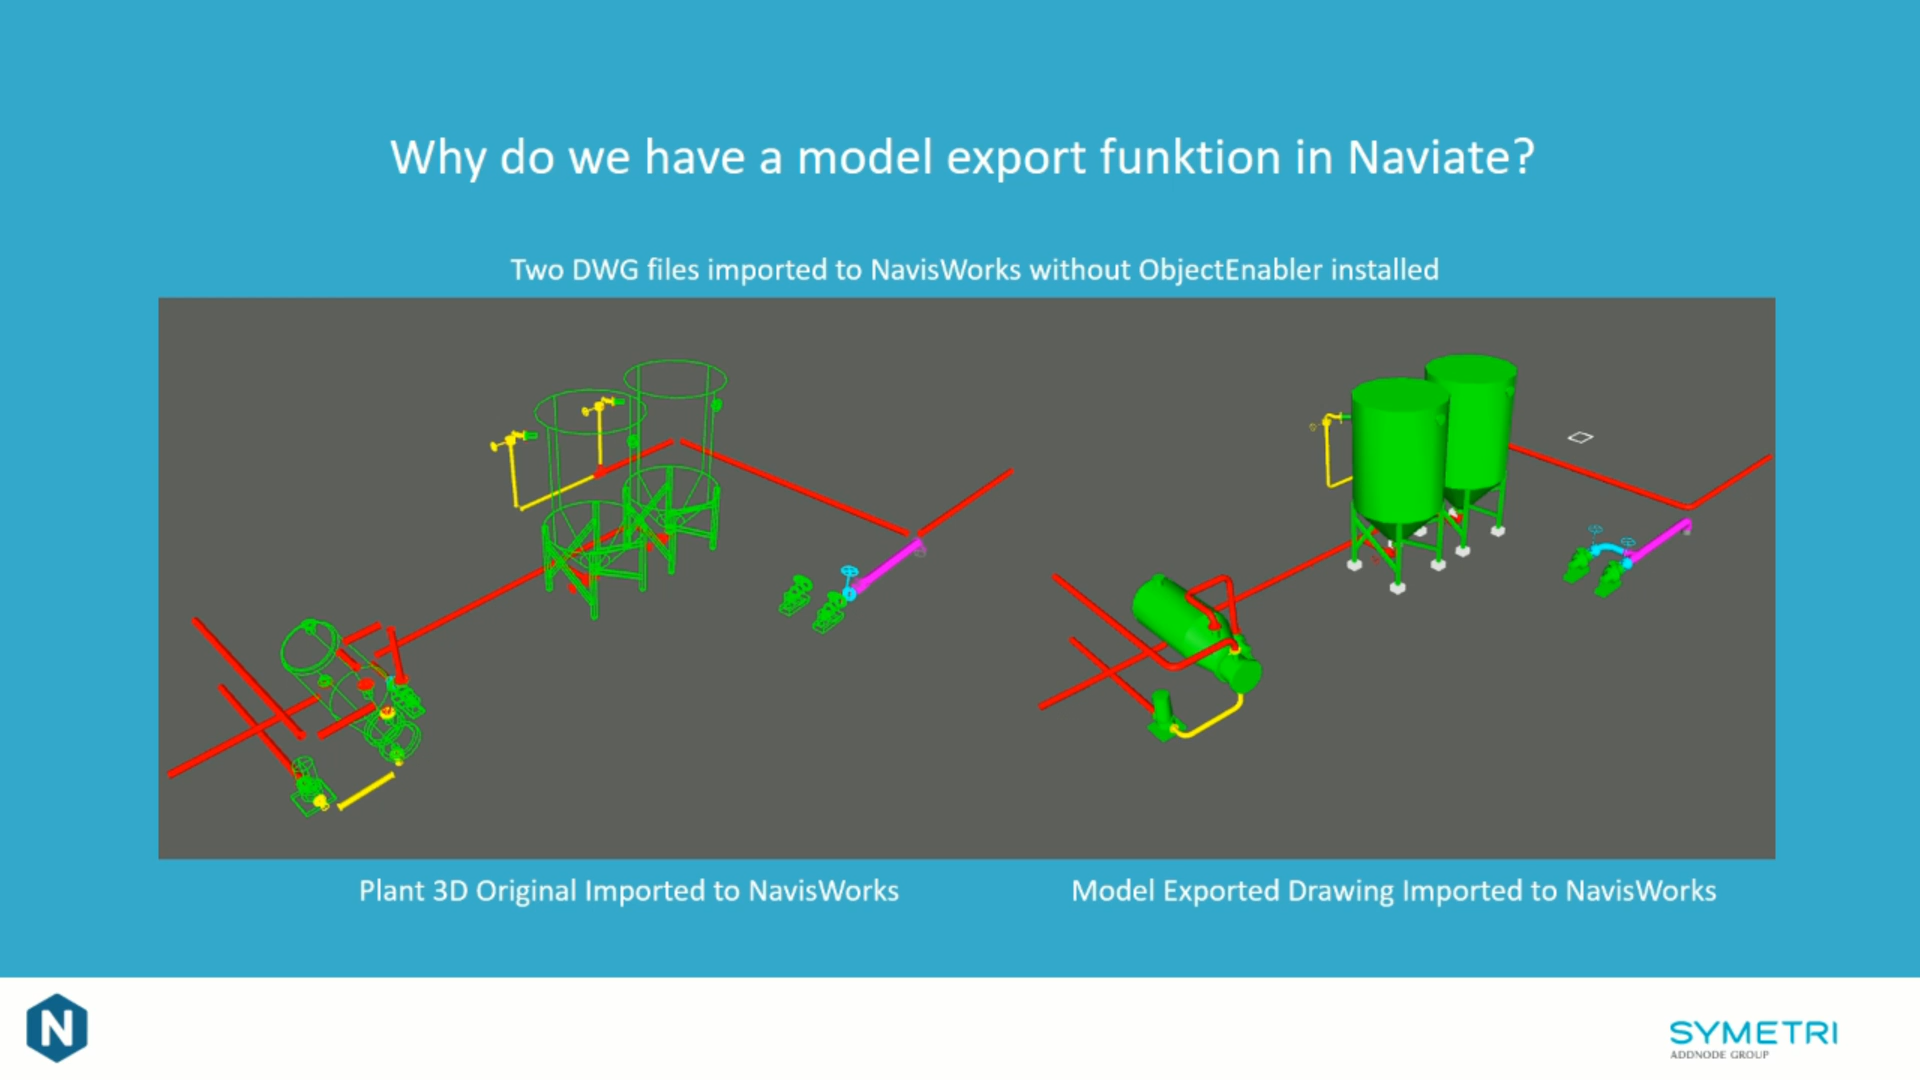 Why do we have a model export funktion in Naviate?
Two DWG files imported to NavisWorks without ObjectEnabler installed
Plant 3D Original Imported to NavisWorks
Model Exported Drawing Imported to NavisWorks
N
SYMETRI
ADDNODE GROUP